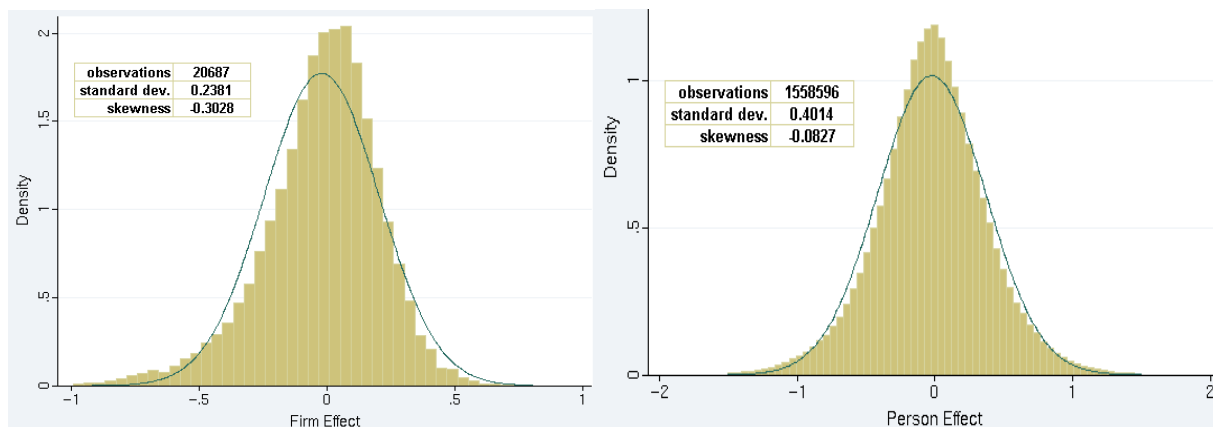 2
observations 20687
standard dev. 0.2381
skewness -0.3028
1.5
Density
1
.5
0
-1 -.5 0 .5 1
Firm Effect
observations 1558596
standard dev. 0.4014
skewness -0.0827
1
Density
.5
0
-2 -1 0 1 2
Person Effect